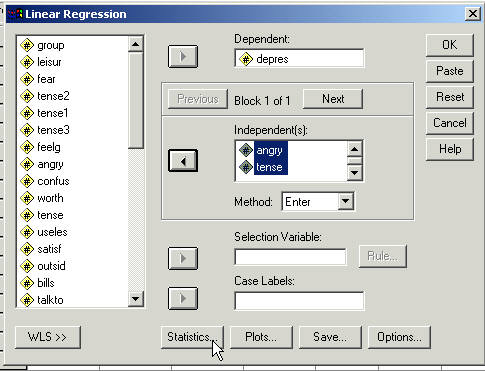 Linear Regression
group
leisur
fear
tense2
tense1
tense3
feelg
angry
confus
worth
tense
useles
satisf
outsid
bills
talkto
Dependent:
depres
Previous
Block 1 of 1
Next
Independent(s):
angry
tense
Method:
Enter
Selection Variable:
Rule...
Case Labels:
OK
Paste
Reset
Cancel
Help
WLS >>
Statistics...
Plots...
Save...
Options...